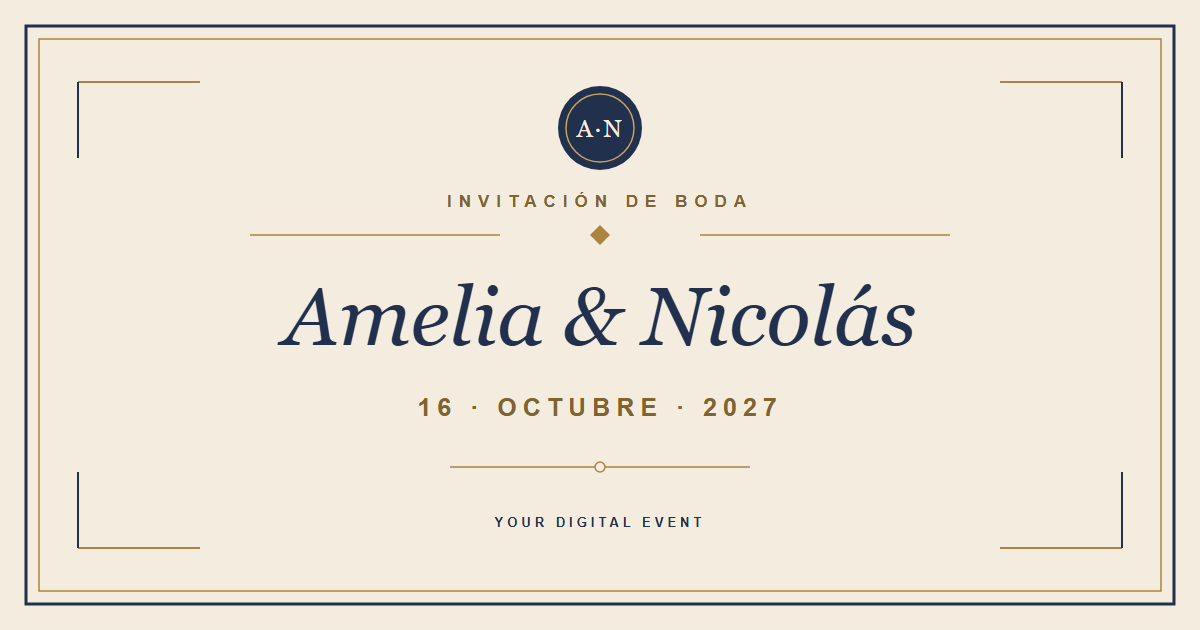 A·N
INVITACIÓN DE BODA
Amelia & Nicolás
16 · OCTUBRE · 2027
YOUR DIGITAL EVENT